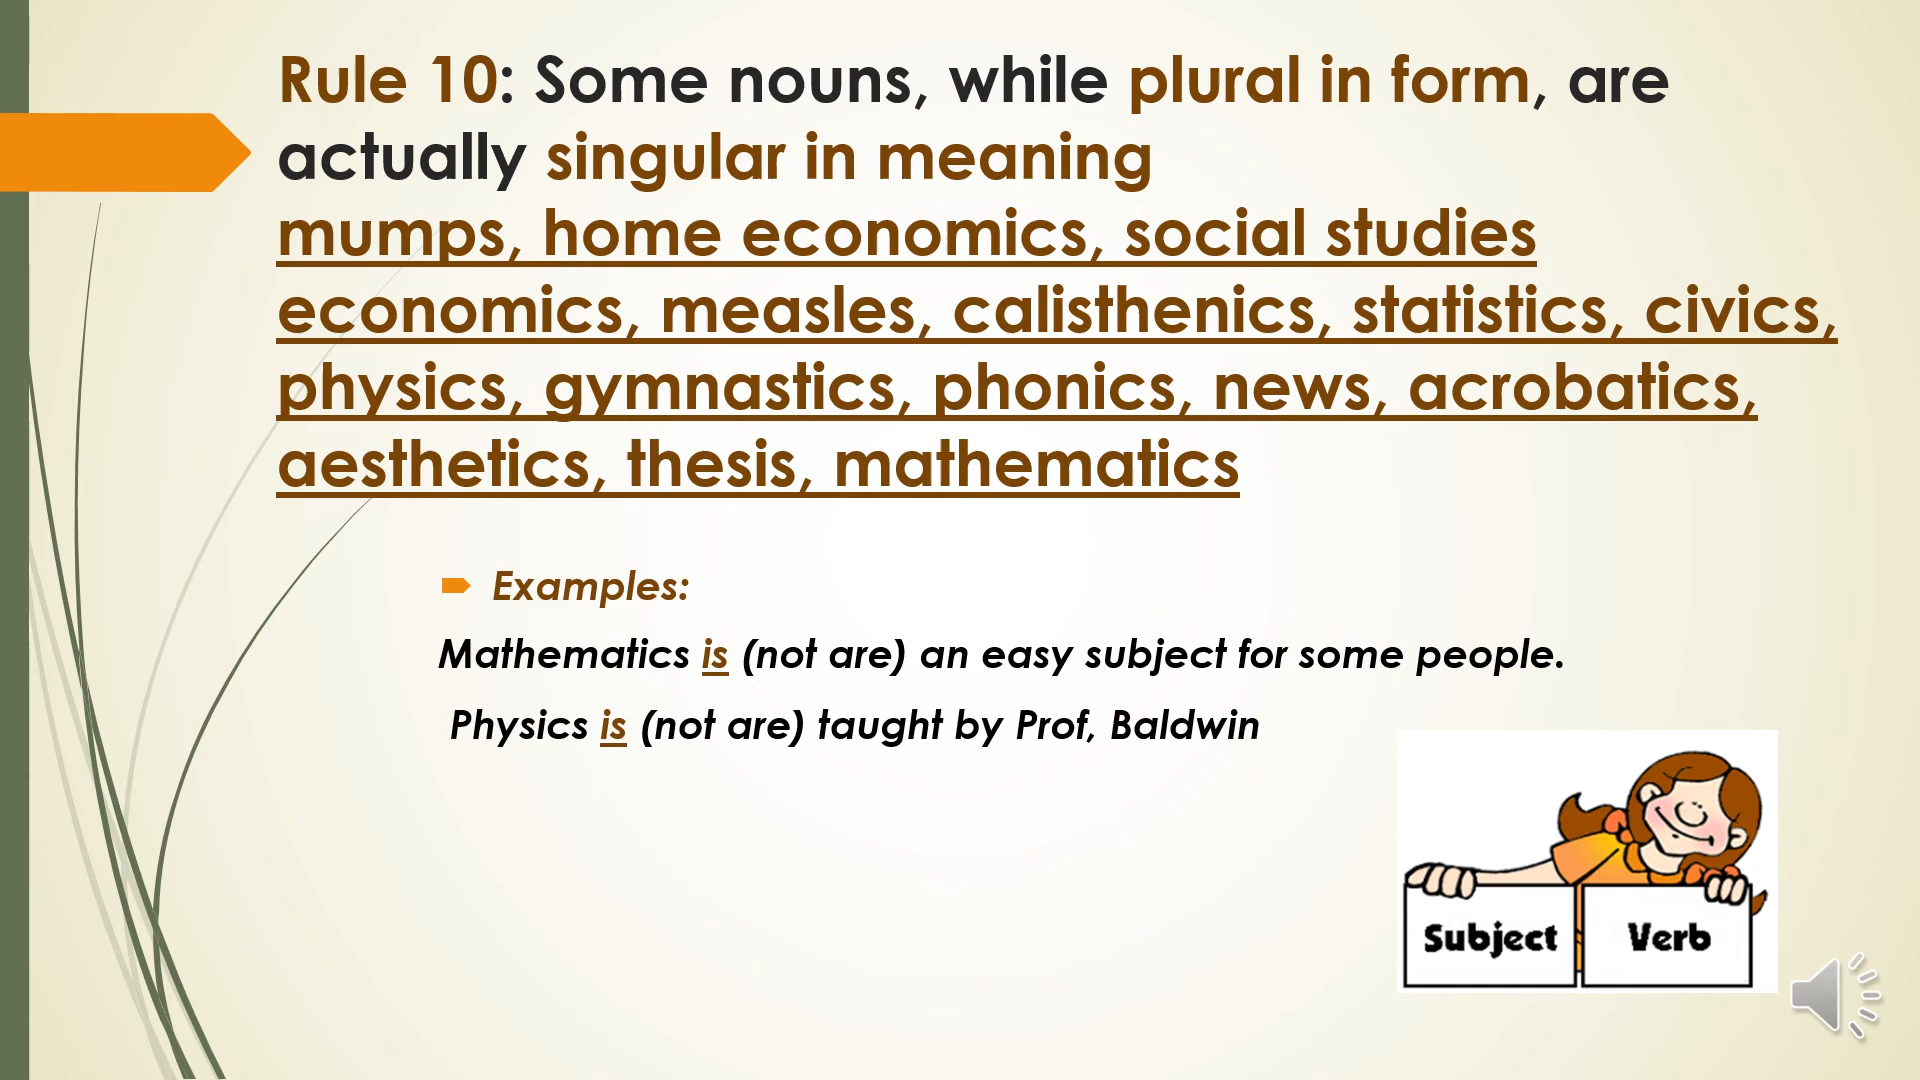 Rule 10: Some nouns, while plural in form, are
actually singular in meaning
mumps, home economics, social studies
economics, measles, calisthenics, statistics, civics,
physics, gymnastics, phonics, news, acrobatics,
aesthetics, thesis, mathematics
Examples:
Mathematics is (not are) an easy subject for some people.
Physics is (not are) taught by Prof, Baldwin
Subject Verb